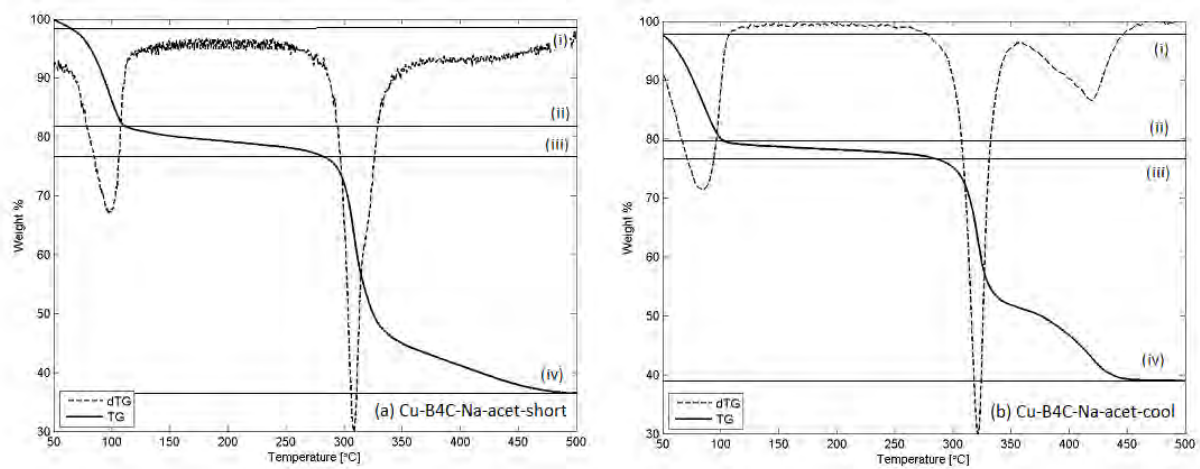 100
90
80
70
60
50
40
30
Weight %
(i)
(ii)
(iii)
(iv)
dTG
TG
(a) Cu-B4C-Na-acet-short
50 100 150 200 250 300 350 400 450 500
Temperature [°C]
100
90
80
70
60
50
40
30
Weight %
(i)
(ii)
(iii)
(iv)
dTG
TG
(b) Cu-B4C-Na-acet-cool
50 100 150 200 250 300 350 400 450 500
Temperature [°C]